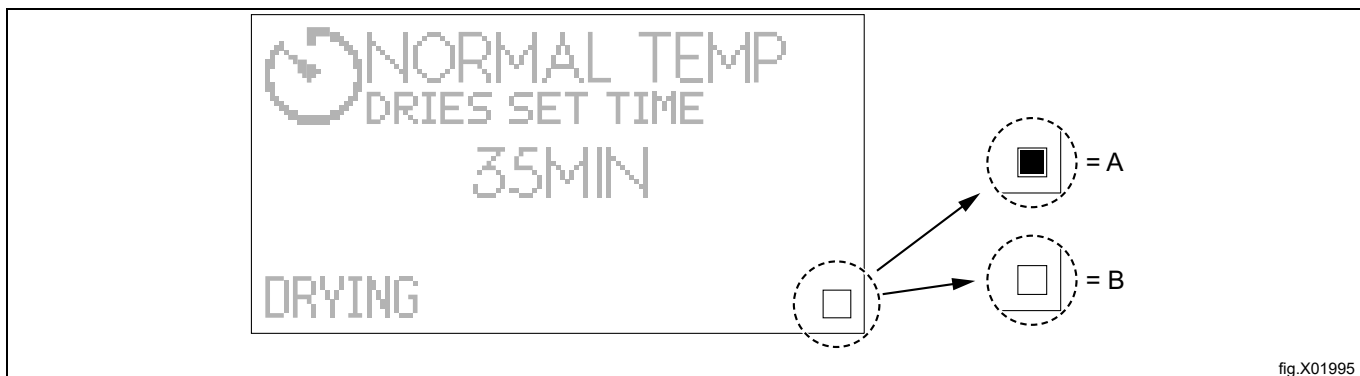 NORMAL TEMP
DRIES SET TIME
35MIN
DRYING
= A
= B
fig.X01995